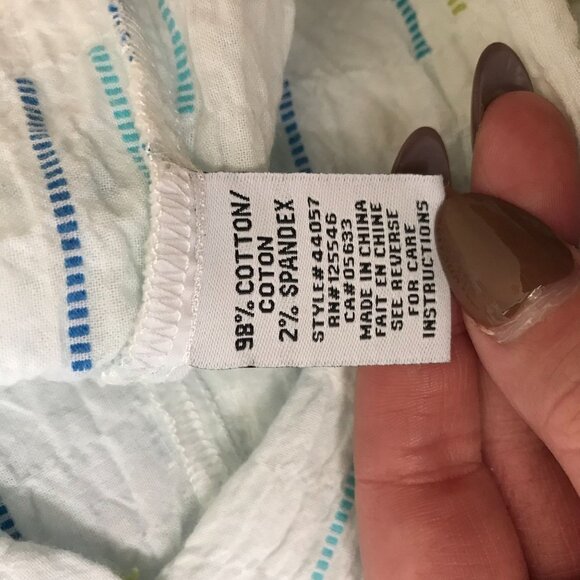 98% COTTON/
COTON
2% SPANDEX
STYLE#44057
RN#125546
CA#05633
MADE IN CHINA
FAIT EN CHINE
SEE REVERSE
FOR CARE
INSTRUCTIONS